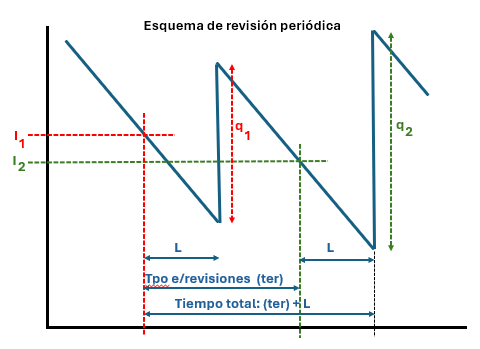 Esquema de revisión periódica
q2
q1
I1
I2
L
L
Tpo e/revisiones (ter)
Tiempo total: (ter) + L